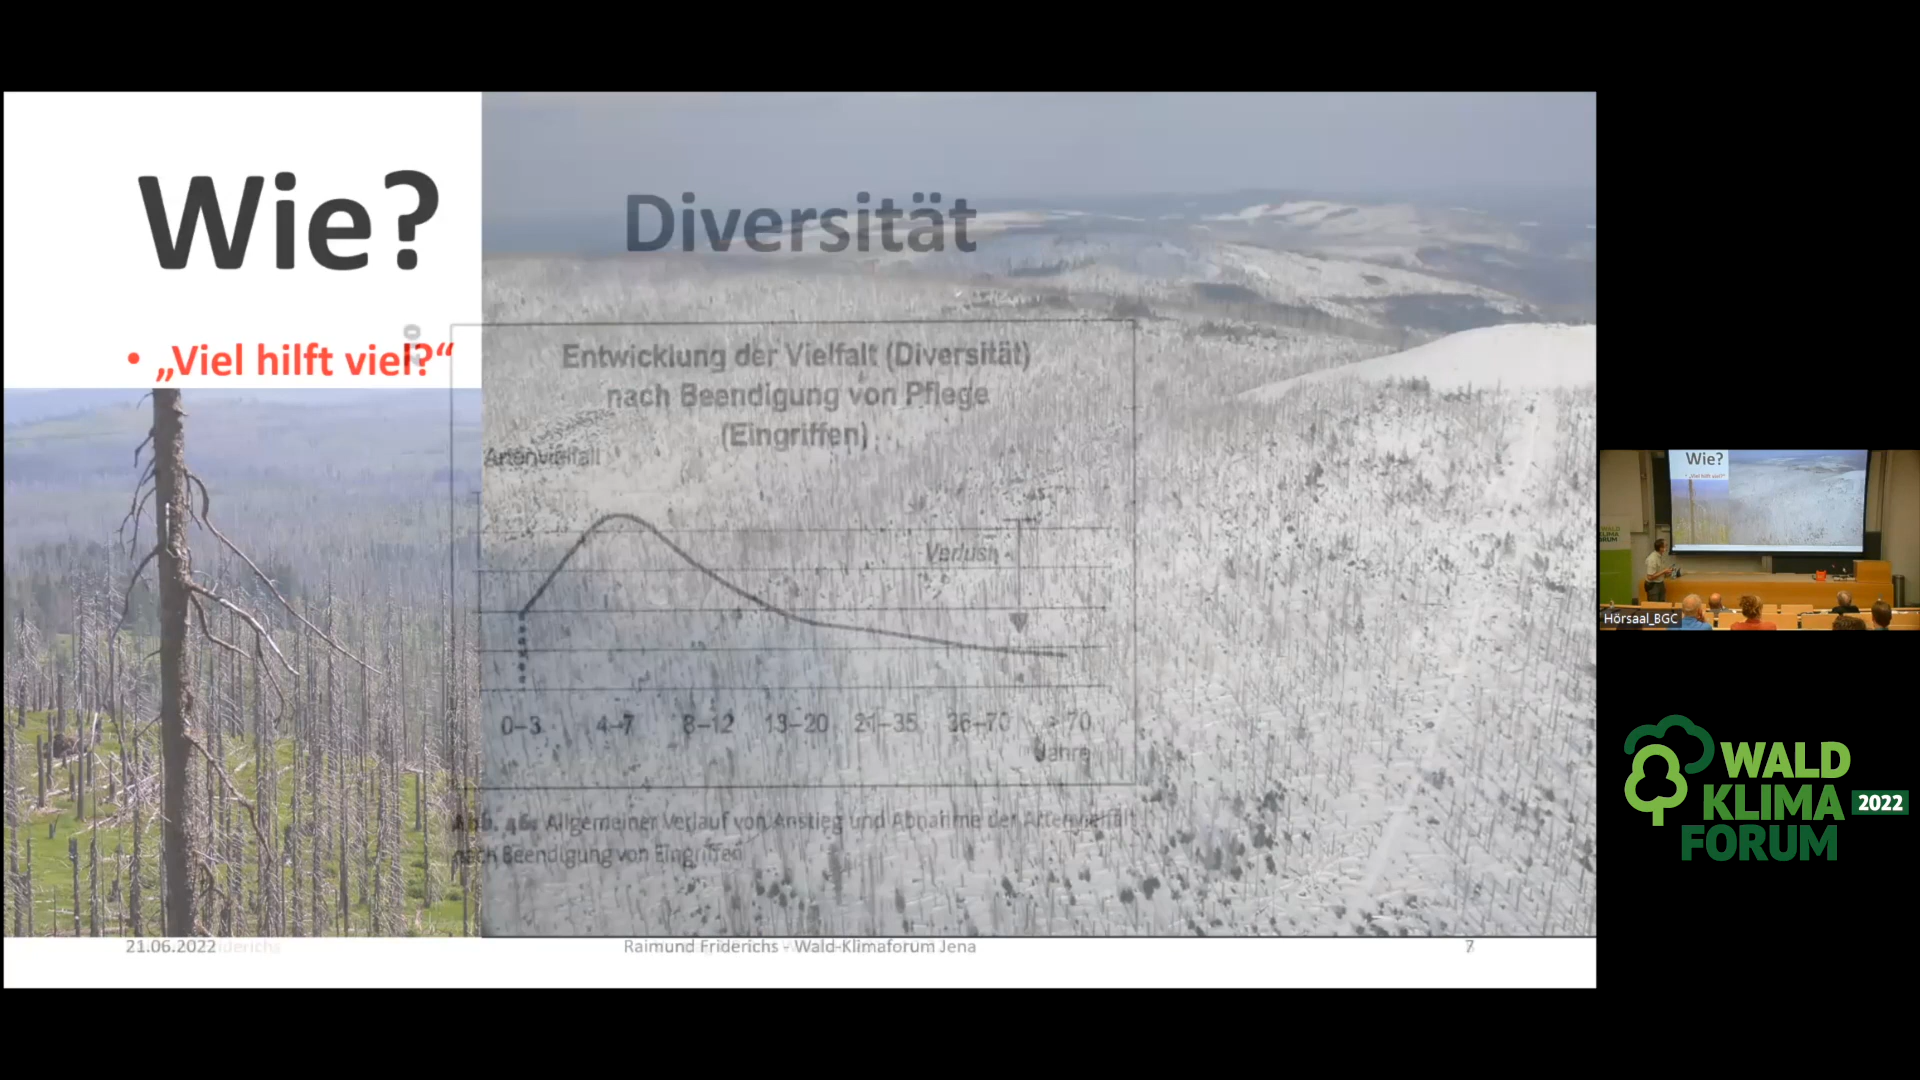 Wie?
Diversität
• „Viel hilft viel?“
Entwicklung der Vielfalt (Diversität)
nach Beendigung von Pflege
(Eingriffen)
Artenvielfalt
Verlust
0–3 4–7 8–12 13–20 21–35 36–70 > 70
Jahre
Allgemeiner Verlauf von Anstieg und Abnahme der Artenvielfalt
nach Beendigung von Eingriffen
21.06.2022
Raimund Friderichs - Wald-Klimaforum Jena
7
Wie?
Hörsaal_BGC
WALD
KLIMA 2022
FORUM